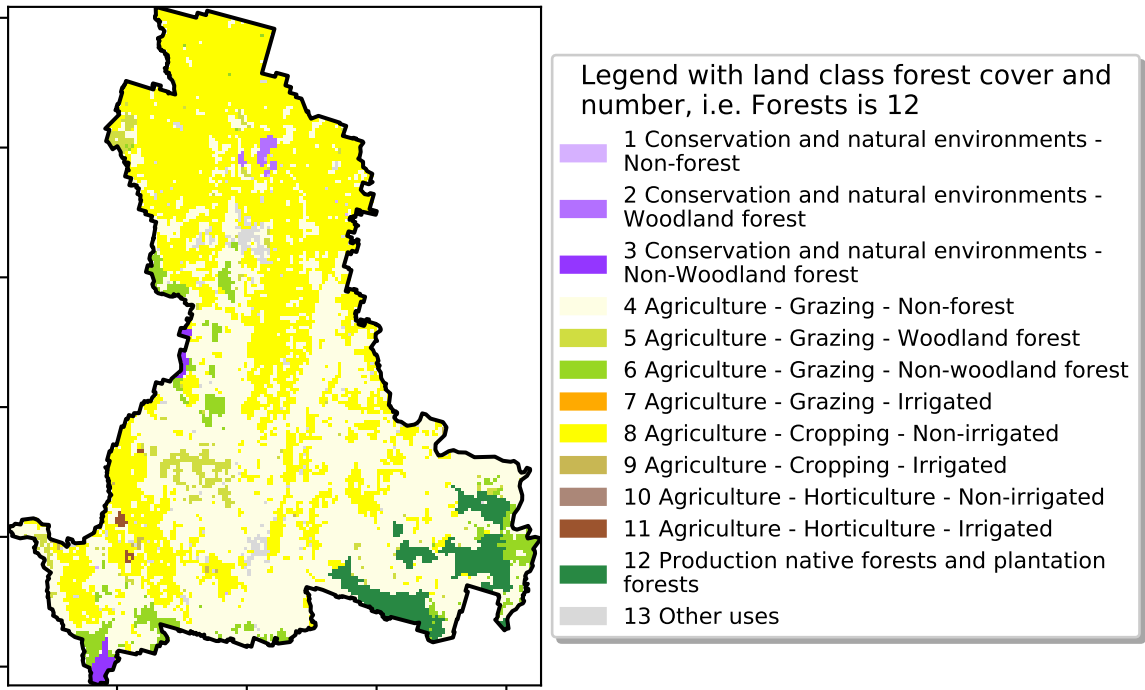 Legend with land class forest cover and
number, i.e. Forests is 12
1 Conservation and natural environments -
Non-forest
2 Conservation and natural environments -
Woodland forest
3 Conservation and natural environments -
Non-Woodland forest
4 Agriculture - Grazing - Non-forest
5 Agriculture - Grazing - Woodland forest
6 Agriculture - Grazing - Non-woodland forest
7 Agriculture - Grazing - Irrigated
8 Agriculture - Cropping - Non-irrigated
9 Agriculture - Cropping - Irrigated
10 Agriculture - Horticulture - Non-irrigated
11 Agriculture - Horticulture - Irrigated
12 Production native forests and plantation
forests
13 Other uses